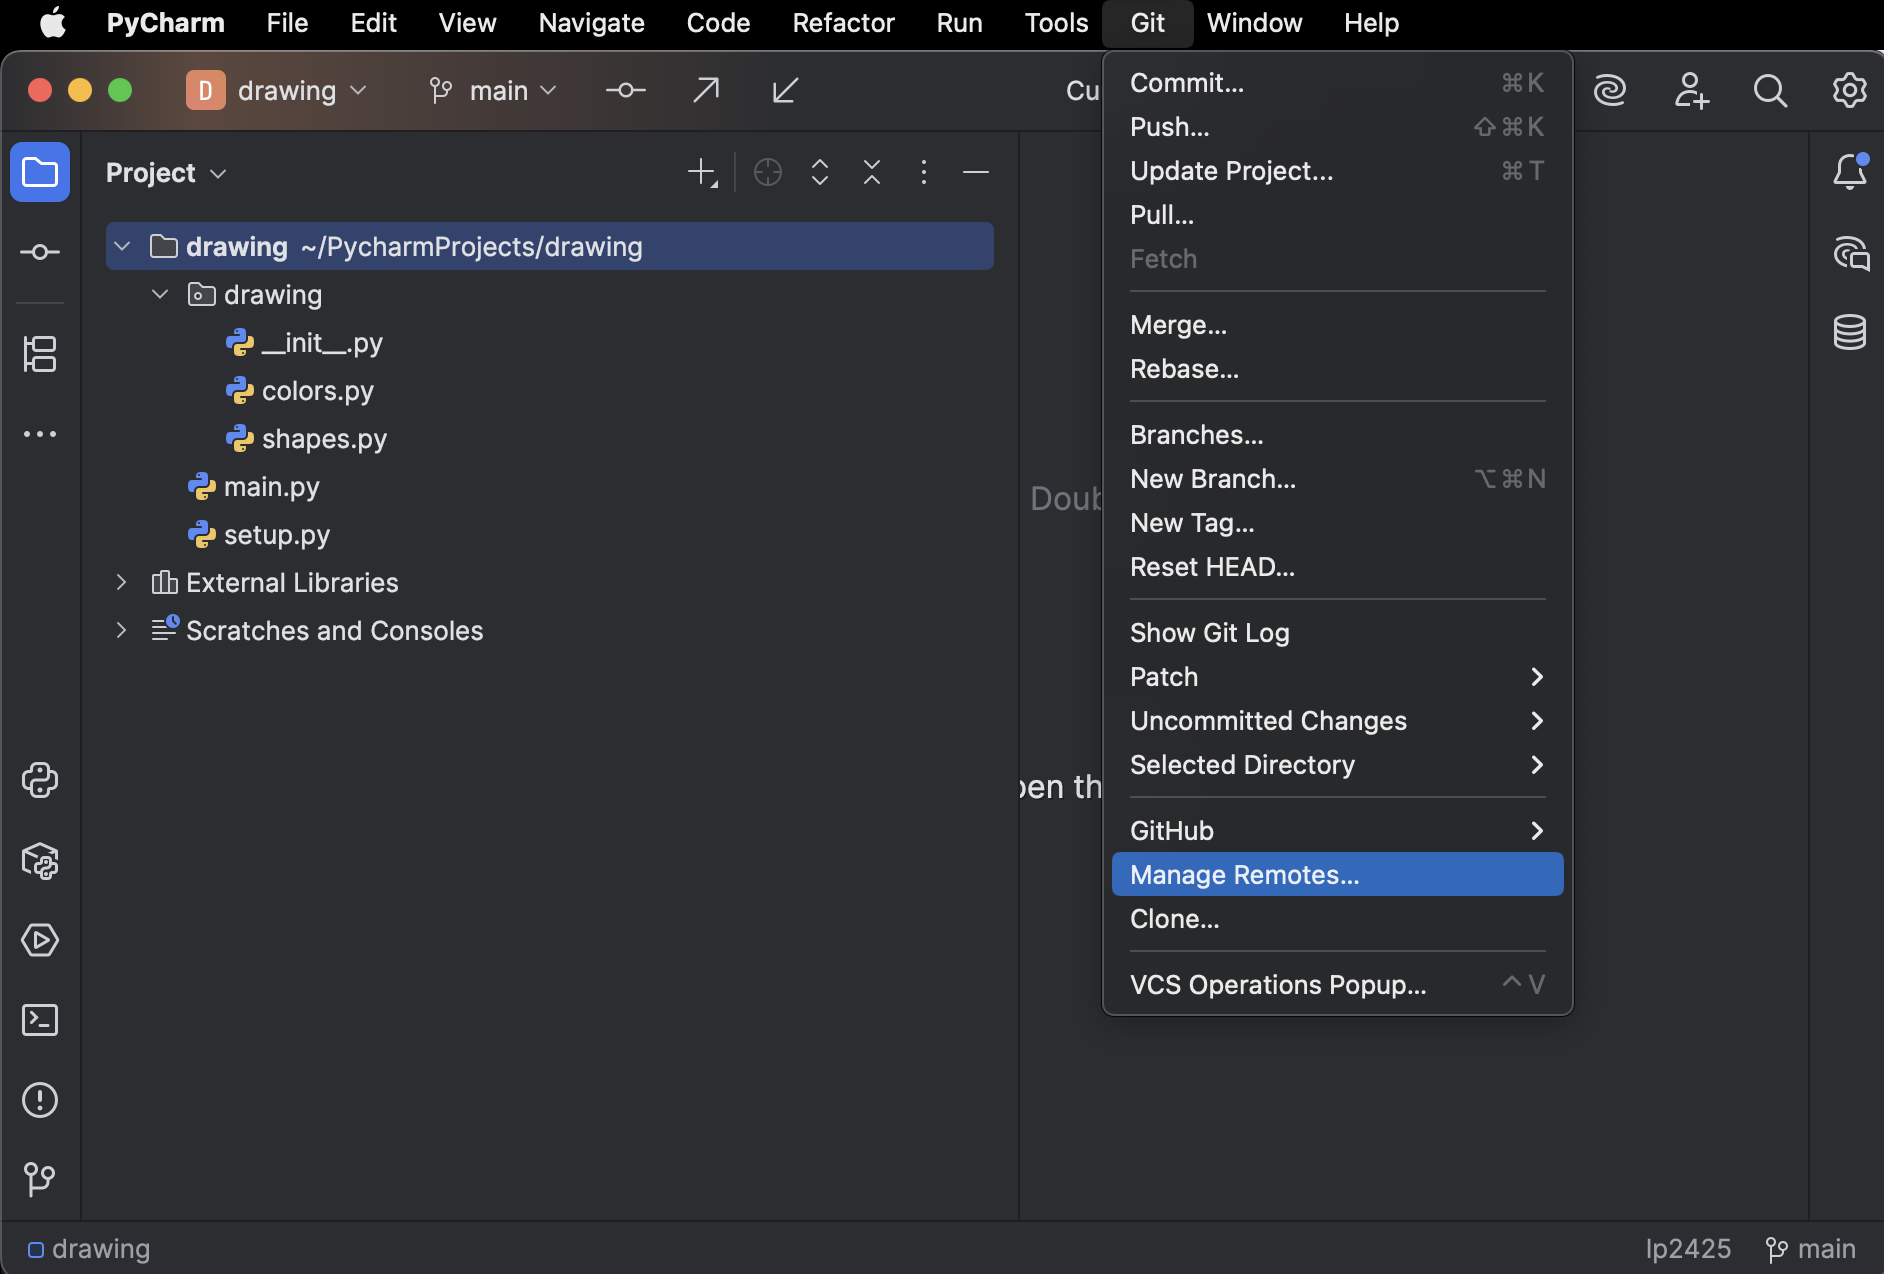 PyCharm File Edit View Navigate Code Refactor Run Tools Git Window Help
D drawing main Cu
Project
drawing ~/PycharmProjects/drawing
drawing
__init__.py
colors.py
shapes.py
main.py
setup.py
External Libraries
Scratches and Consoles
Doub
pen th
Commit... ⌘K
Push... ⇧⌘K
Update Project... ⌘T
Pull...
Fetch
Merge...
Rebase...
Branches...
New Branch... ⌥⌘N
New Tag...
Reset HEAD...
Show Git Log
Patch
Uncommitted Changes
Selected Directory
GitHub
Manage Remotes...
Clone...
VCS Operations Popup... ^V
drawing lp2425 main